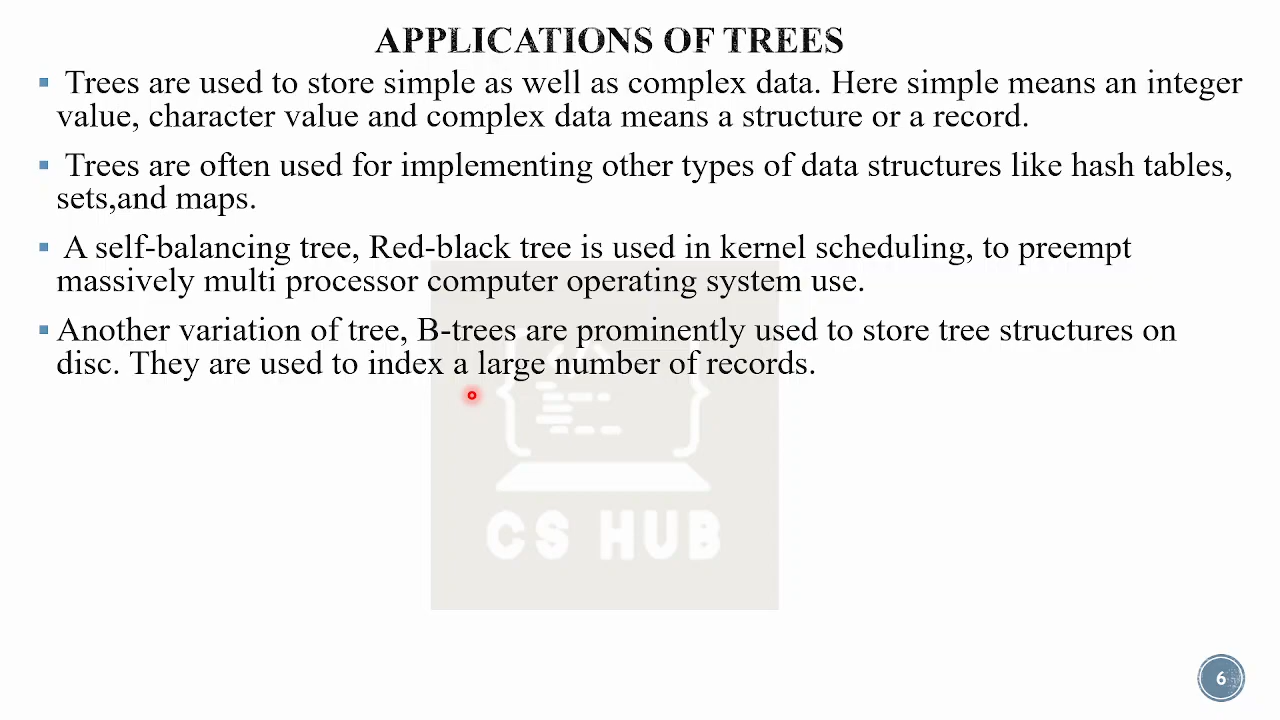 APPLICATIONS OF TREES
Trees are used to store simple as well as complex data. Here simple means an integer
value, character value and complex data means a structure or a record.
Trees are often used for implementing other types of data structures like hash tables,
sets,and maps.
A self-balancing tree, Red-black tree is used in kernel scheduling, to preempt
massively multi processor computer operating system use.
Another variation of tree, B-trees are prominently used to store tree structures on
disc. They are used to index a large number of records.
CS HUB
6